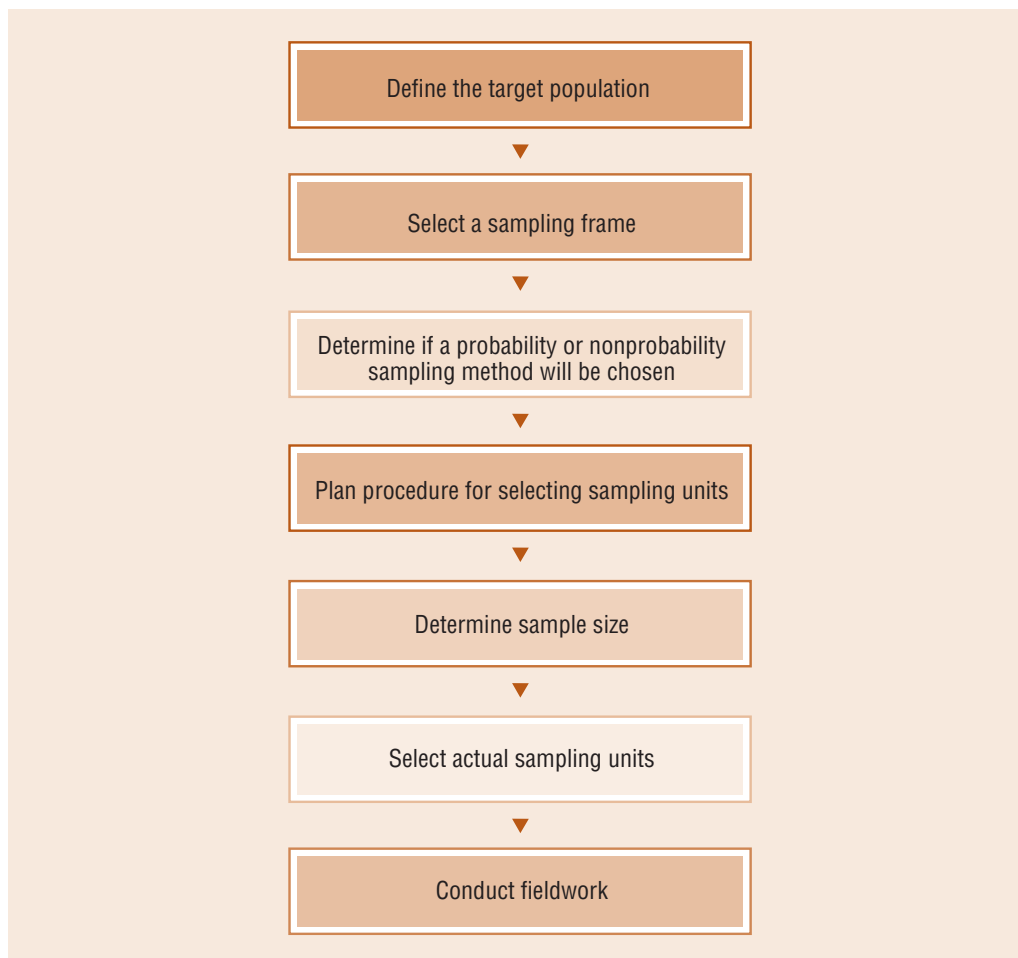 Define the target population
Select a sampling frame
Determine if a probability or nonprobability
sampling method will be chosen
Plan procedure for selecting sampling units
Determine sample size
Select actual sampling units
Conduct fieldwork